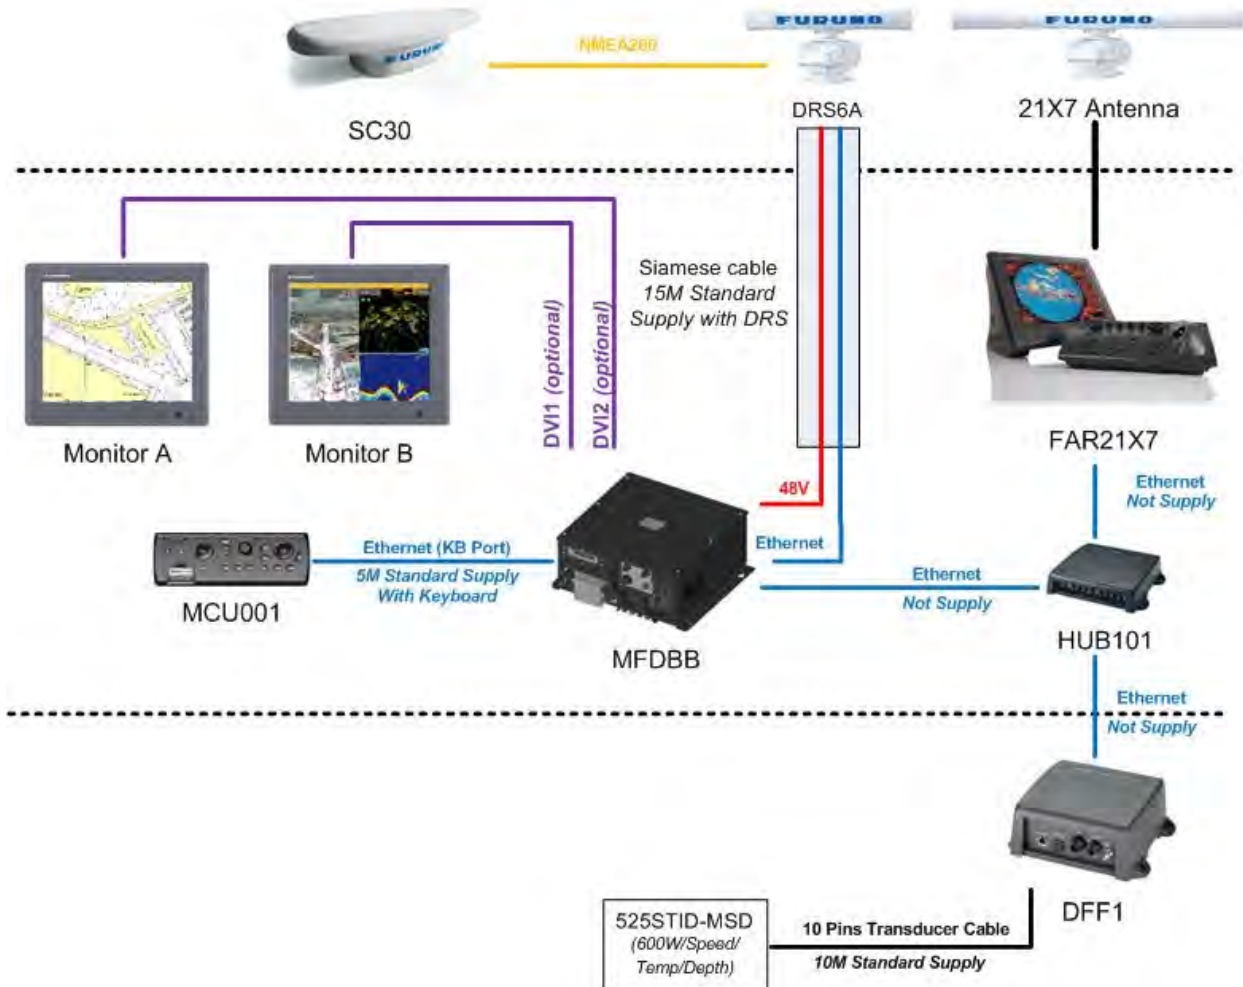 FURUNO
FURUNO
FURUNO
NMEA200
SC30
DRS6A
21X7 Antenna
Siamese cable
15M Standard
Supply with DRS
DVI1 (optional)
DVI2 (optional)
Monitor A
Monitor B
FAR21X7
48V
Ethernet
Not Supply
Ethernet (KB Port)
5M Standard Supply
With Keyboard
Ethernet
Ethernet
Not Supply
MCU001
MFDBB
HUB101
Ethernet
Not Supply
DFF1
525STID-MSD
(600W/Speed/
Temp/Depth)
10 Pins Transducer Cable
10M Standard Supply